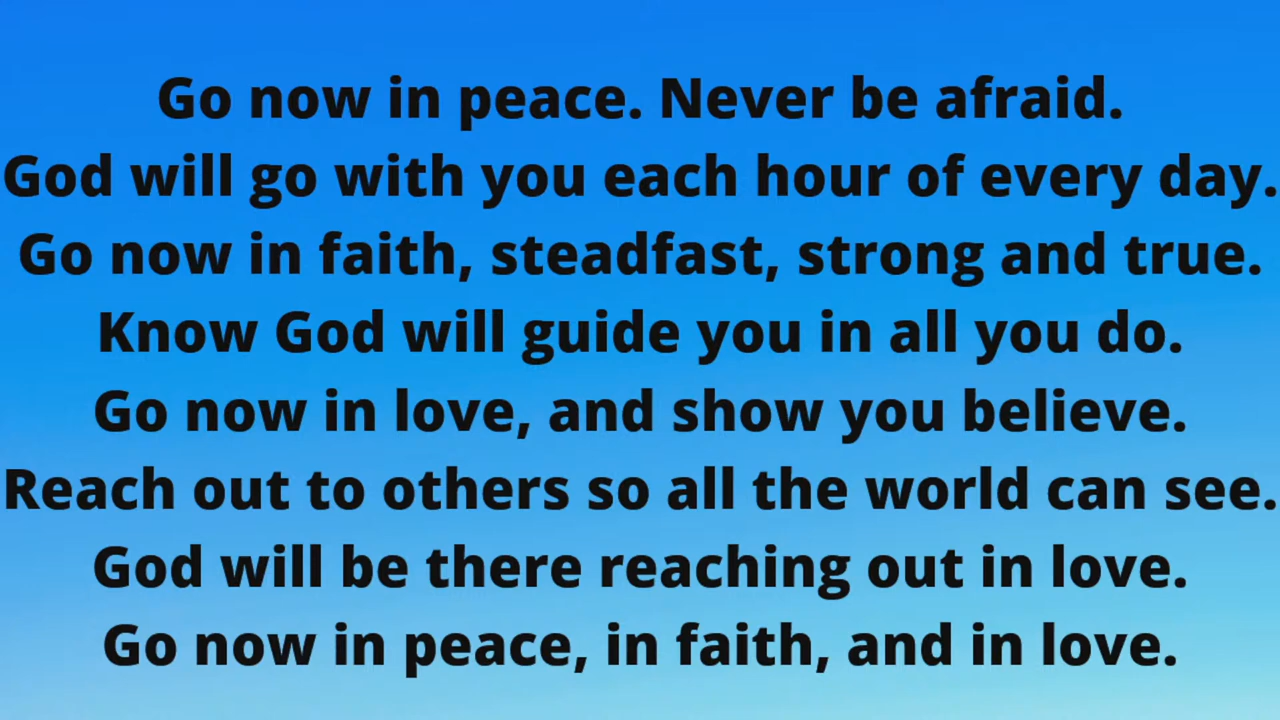 Go now in peace. Never be afraid.
God will go with you each hour of every day.
Go now in faith, steadfast, strong and true.
Know God will guide you in all you do.
Go now in love, and show you believe.
Reach out to others so all the world can see.
God will be there reaching out in love.
Go now in peace, in faith, and in love.